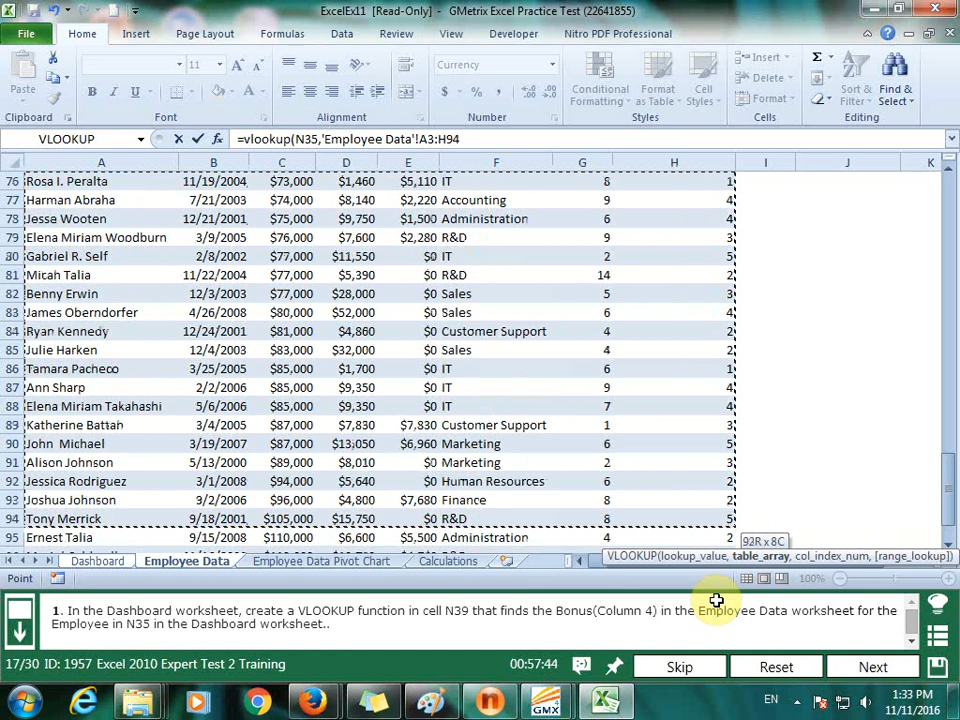 ExcelEx11 [Read-Only] - GMetrix Excel Practice Test (22641855)
File Home Insert Page Layout Formulas Data Review View Developer Nitro PDF Professional
Paste
11
B I U
Currency
$ % ,
Conditional Formatting
Format as Table
Cell Styles
Insert
Delete
Format
Σ
Sort & Filter
Find & Select
Clipboard Font Alignment Number Styles Cells Editing
VLOOKUP fx =vlookup(N35,'Employee Data'!A3:H94
A B C D E F G H I J K
76 Rosa I. Peralta 11/19/2004 $73,000 $1,460 $5,110 IT 8 1
77 Harman Abraha 7/21/2003 $74,000 $8,140 $2,220 Accounting 9 4
78 Jesse Wooten 12/21/2001 $75,000 $9,750 $1,500 Administration 6 4
79 Elena Miriam Woodburn 3/9/2005 $76,000 $7,600 $2,280 R&D 9 3
80 Gabriel R. Self 2/8/2002 $77,000 $11,550 $0 IT 2 5
81 Micah Talia 11/22/2004 $77,000 $5,390 $0 R&D 14 2
82 Benny Erwin 12/3/2003 $77,000 $28,000 $0 Sales 5 3
83 James Oberndorfer 4/26/2008 $80,000 $52,000 $0 Sales 6 4
84 Ryan Kennedy 12/24/2001 $81,000 $4,860 $0 Customer Support 4 2
85 Julie Harken 12/4/2003 $83,000 $32,000 $0 Sales 4 2
86 Tamara Pacheco 3/25/2005 $85,000 $1,700 $0 IT 6 1
87 Ann Sharp 2/2/2006 $85,000 $9,350 $0 IT 9 4
88 Elena Miriam Takahashi 5/6/2006 $85,000 $9,350 $0 IT 7 4
89 Katherine Battah 3/4/2005 $87,000 $7,830 $7,830 Customer Support 1 3
90 John Michael 3/19/2007 $87,000 $13,050 $6,960 Marketing 6 5
91 Alison Johnson 5/13/2000 $89,000 $8,010 $0 Marketing 2 3
92 Jessica Rodriguez 3/1/2008 $94,000 $5,640 $0 Human Resources 6 2
93 Joshua Johnson 3/2/2006 $96,000 $4,800 $7,680 Finance 8 2
94 Tony Merrick 9/18/2001 $105,000 $15,750 $0 R&D 8 5
95 Ernest Talia 9/15/2008 $110,000 $6,600 $5,500 Administration 4 2
92R x 8C
VLOOKUP(lookup_value, table_array, col_index_num, [range_lookup])
Dashboard Employee Data Employee Data Pivot Chart Calculations
Point 100%
1. In the Dashboard worksheet, create a VLOOKUP function in cell N39 that finds the Bonus(Column 4) in the Employee Data worksheet for the
Employee in N35 in the Dashboard worksheet..
17/30 ID: 1957 Excel 2010 Expert Test 2 Training 00:57:44 Skip Reset Next
GMX
EN
1:33 PM
11/11/2016